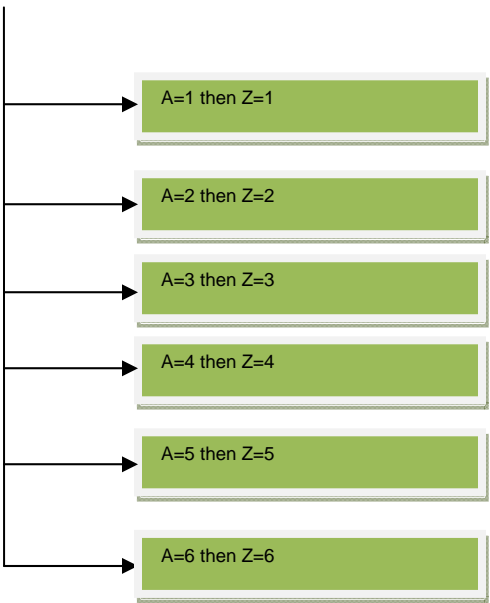 A=1 then Z=1
A=2 then Z=2
A=3 then Z=3
A=4 then Z=4
A=5 then Z=5
A=6 then Z=6